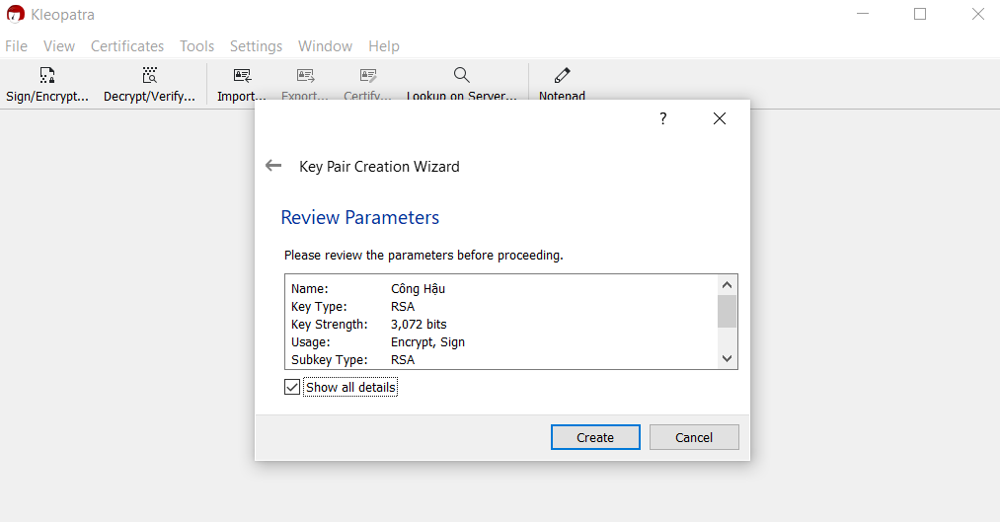 Kleopatra
File View Certificates Tools Settings Window Help
Sign/Encrypt... Decrypt/Verify... Import... Export... Certify... Lookup on Server... Notepad
?
Key Pair Creation Wizard
Review Parameters
Please review the parameters before proceeding.
Name: Công Hậu
Key Type: RSA
Key Strength: 3,072 bits
Usage: Encrypt, Sign
Subkey Type: RSA
Show all details
Create Cancel